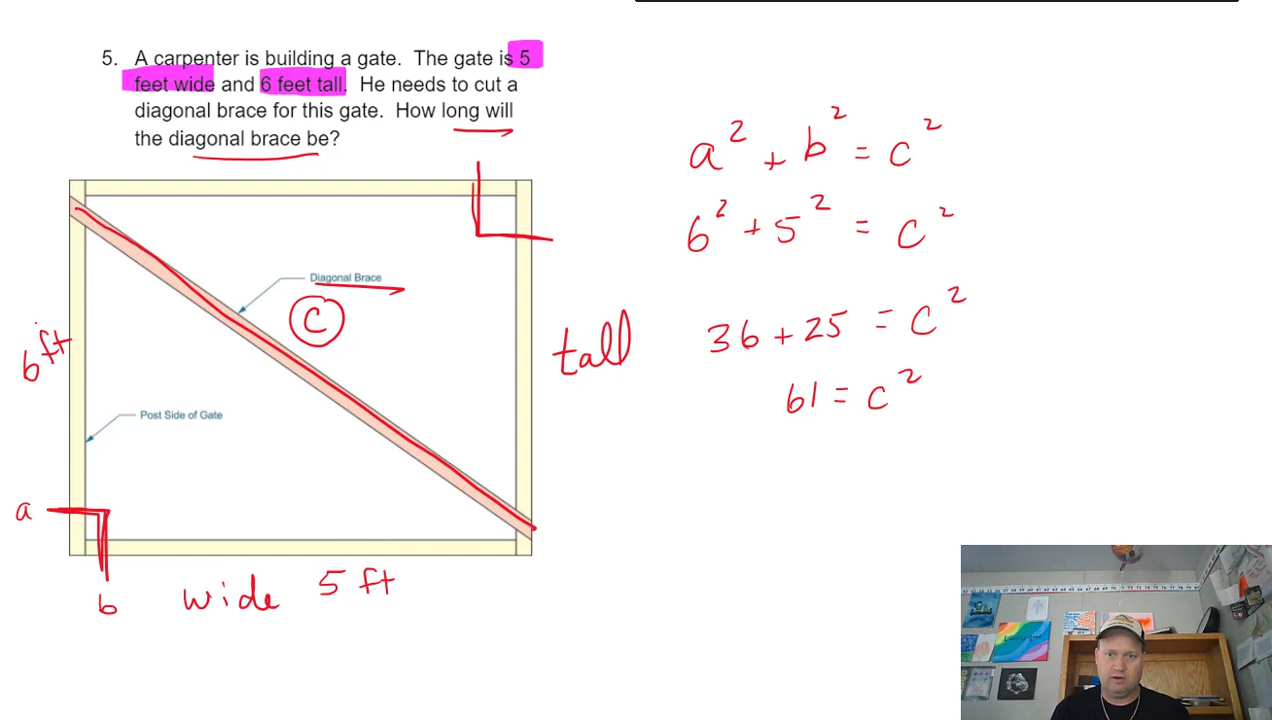 5. A carpenter is building a gate. The gate is 5
feet wide and 6 feet tall. He needs to cut a
diagonal brace for this gate. How long will
the diagonal brace be?
Diagonal Brace
C
6 ft
tall
Post Side of Gate
a
b
wide 5 ft
a² + b² = c²
6² + 5² = c²
36 + 25 = c²
61 = c²